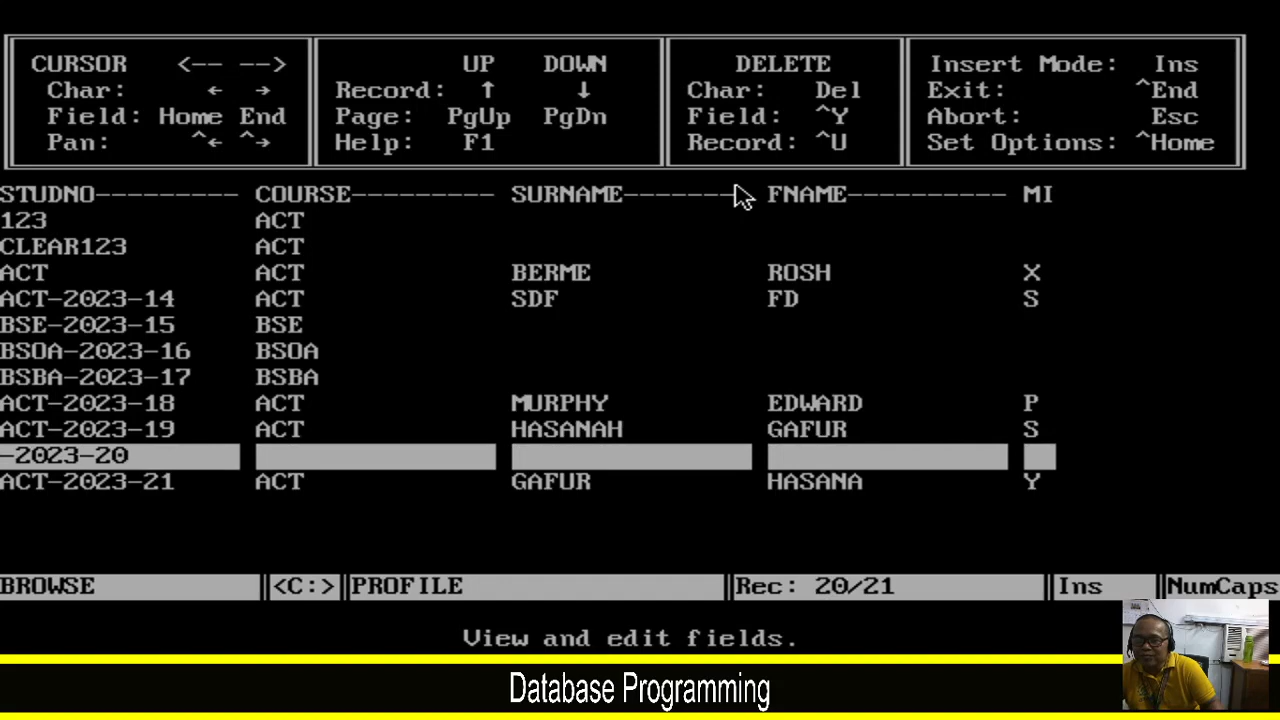 CURSOR <-- --> UP DOWN DELETE Insert Mode: Ins
Char: ← → Record: ↑ ↓ Char: Del Exit: ^End
Field: Home End Page: PgUp PgDn Field: ^Y Abort: Esc
Pan: ^← ^→ Help: F1 Record: ^U Set Options: ^Home
STUDNO--------- COURSE--------- SURNAME------- FNAME---------- MI
123 ACT
CLEAR123 ACT
ACT ACT BERME ROSH X
ACT-2023-14 ACT SDF FD S
BSE-2023-15 BSE
BSOA-2023-16 BSOA
BSBA-2023-17 BSBA
ACT-2023-18 ACT MURPHY EDWARD P
ACT-2023-19 ACT HASANAH GAFUR S
-2023-20
ACT-2023-21 ACT GAFUR HASANA Y
BROWSE <C:> PROFILE Rec: 20/21 Ins NumCaps
View and edit fields.
Database Programming